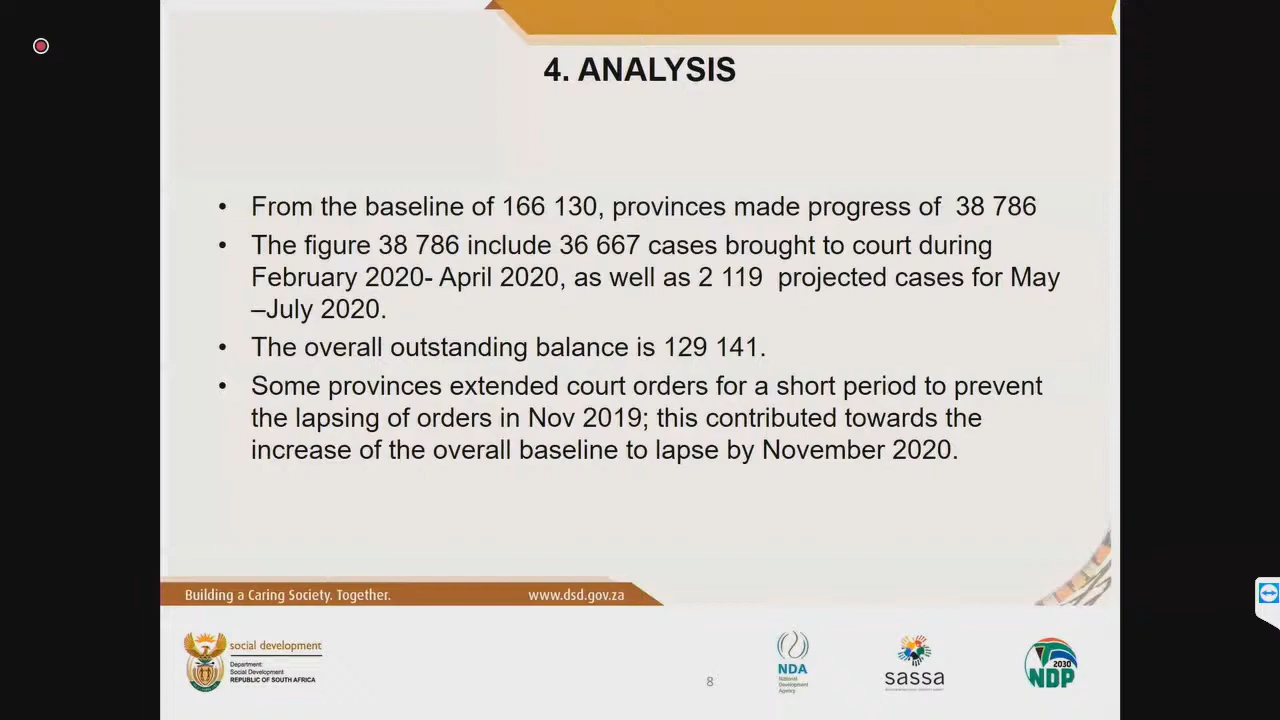 4. ANALYSIS
• From the baseline of 166 130, provinces made progress of  38 786
• The figure 38 786 include 36 667 cases brought to court during
February 2020- April 2020, as well as 2 119  projected cases for May
–July 2020.
• The overall outstanding balance is 129 141.
• Some provinces extended court orders for a short period to prevent
the lapsing of orders in Nov 2019; this contributed towards the
increase of the overall baseline to lapse by November 2020.
Building a Caring Society. Together.
www.dsd.gov.za
social development
Department:
Social Development
REPUBLIC OF SOUTH AFRICA
8
NDA
National
Development
Agency
sassa
2030
NDP